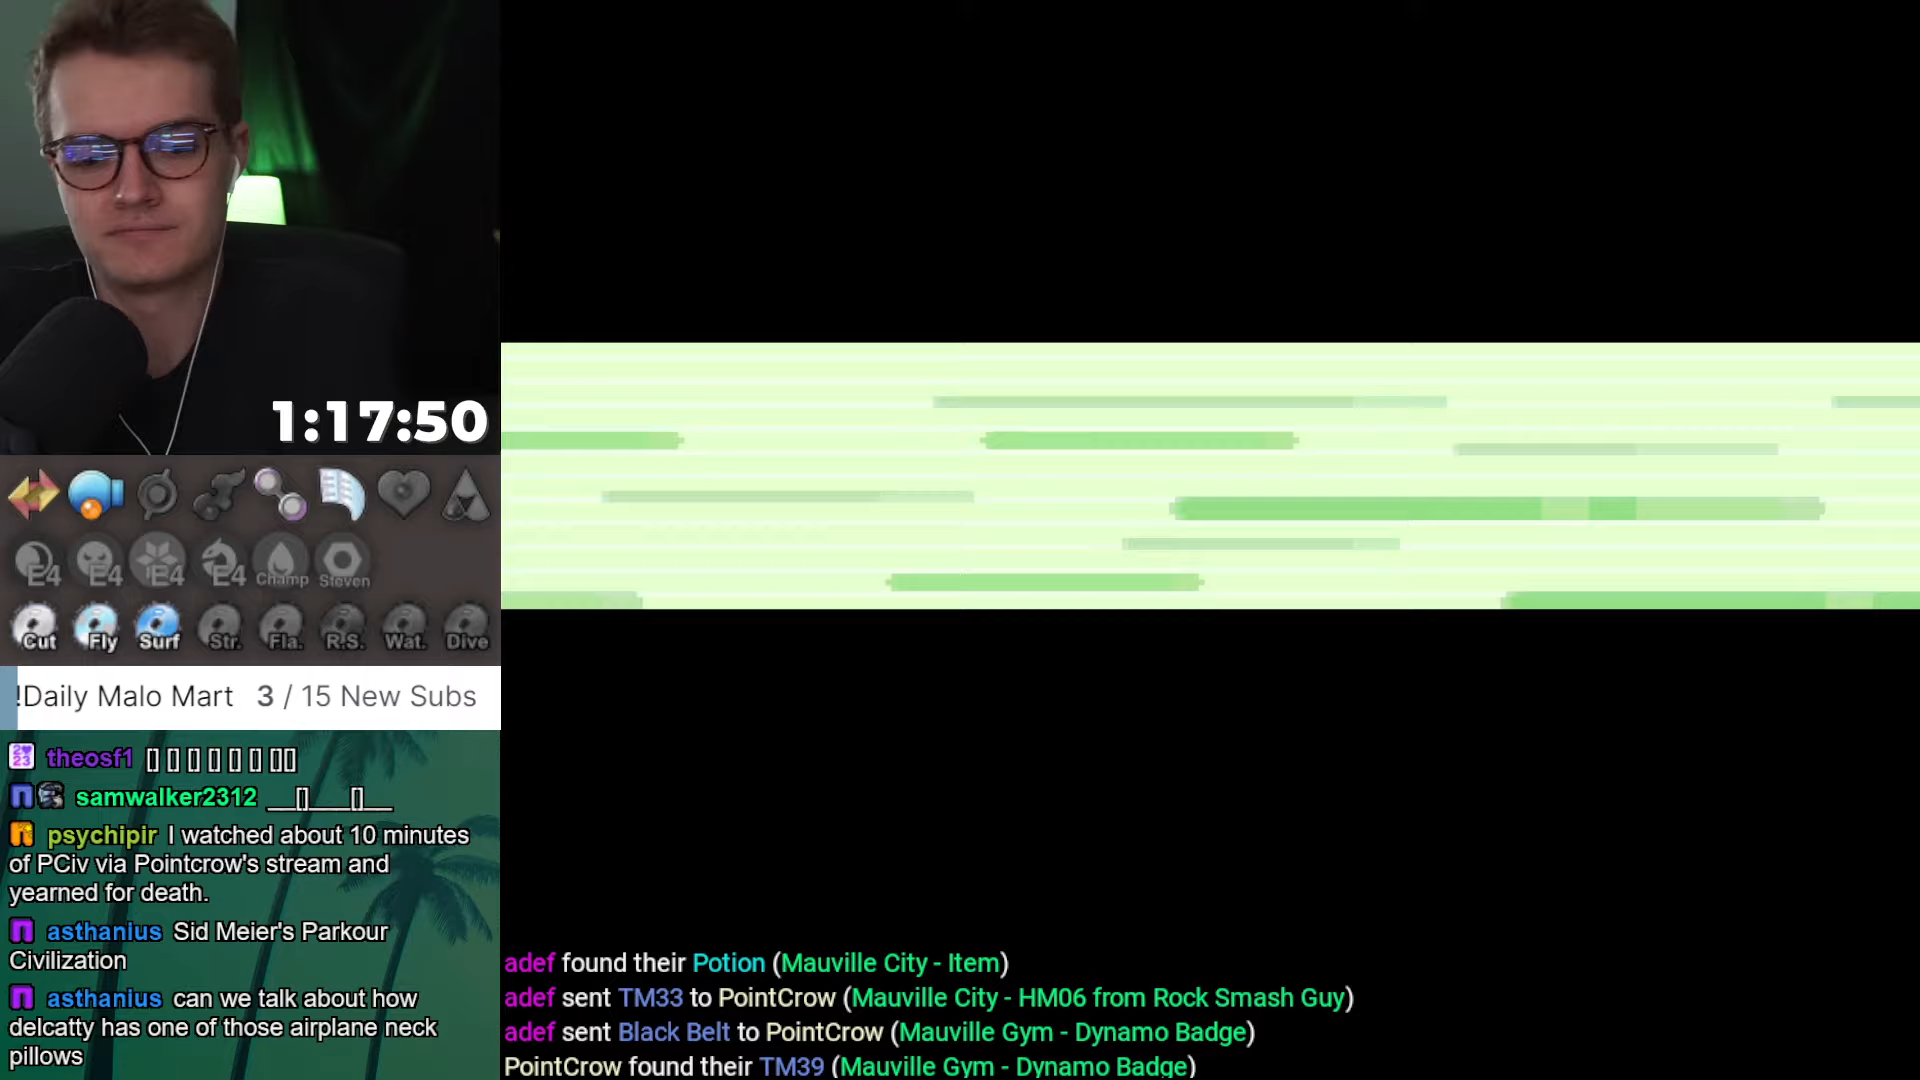 1:17:50
E4 E4 E4 E4 Champ Steven
Cut Fly Surf Str. Fla. R.S. Wat. Dive
!Daily Malo Mart 3 / 15 New Subs
theosf1 [] [] [] [] [] [] [][]
samwalker2312 __[]___[]__
psychipir I watched about 10 minutes
of PCiv via Pointcrow's stream and
yearned for death.
asthanius Sid Meier's Parkour
Civilization
asthanius can we talk about how
delcatty has one of those airplane neck
pillows
adef found their Potion (Mauville City - Item)
adef sent TM33 to PointCrow (Mauville City - HM06 from Rock Smash Guy)
adef sent Black Belt to PointCrow (Mauville Gym - Dynamo Badge)
PointCrow found their TM39 (Mauville Gym - Dynamo Badge)